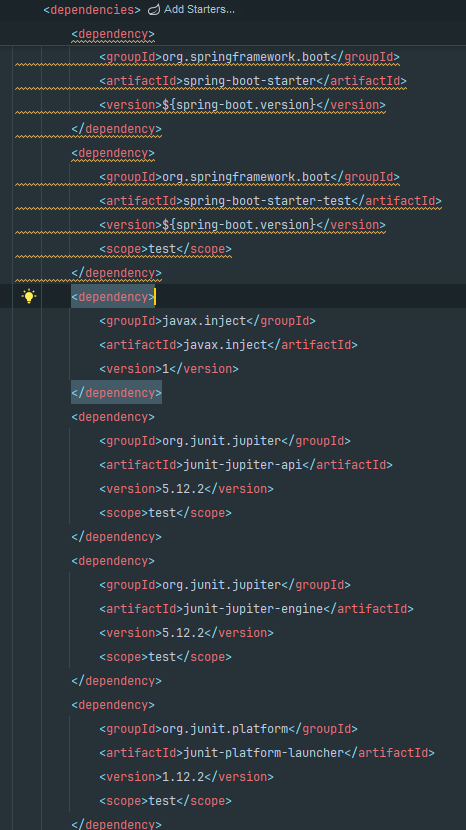 <dependencies> Add Starters...
<dependency>
<groupId>org.springframework.boot</groupId>
<artifactId>spring-boot-starter</artifactId>
<version>${spring-boot.version}</version>
</dependency>
<dependency>
<groupId>org.springframework.boot</groupId>
<artifactId>spring-boot-starter-test</artifactId>
<version>${spring-boot.version}</version>
<scope>test</scope>
</dependency>
<dependency>
<groupId>javax.inject</groupId>
<artifactId>javax.inject</artifactId>
<version>1</version>
</dependency>
<dependency>
<groupId>org.junit.jupiter</groupId>
<artifactId>junit-jupiter-api</artifactId>
<version>5.12.2</version>
<scope>test</scope>
</dependency>
<dependency>
<groupId>org.junit.jupiter</groupId>
<artifactId>junit-jupiter-engine</artifactId>
<version>5.12.2</version>
<scope>test</scope>
</dependency>
<dependency>
<groupId>org.junit.platform</groupId>
<artifactId>junit-platform-launcher</artifactId>
<version>1.12.2</version>
<scope>test</scope>
</dependency>